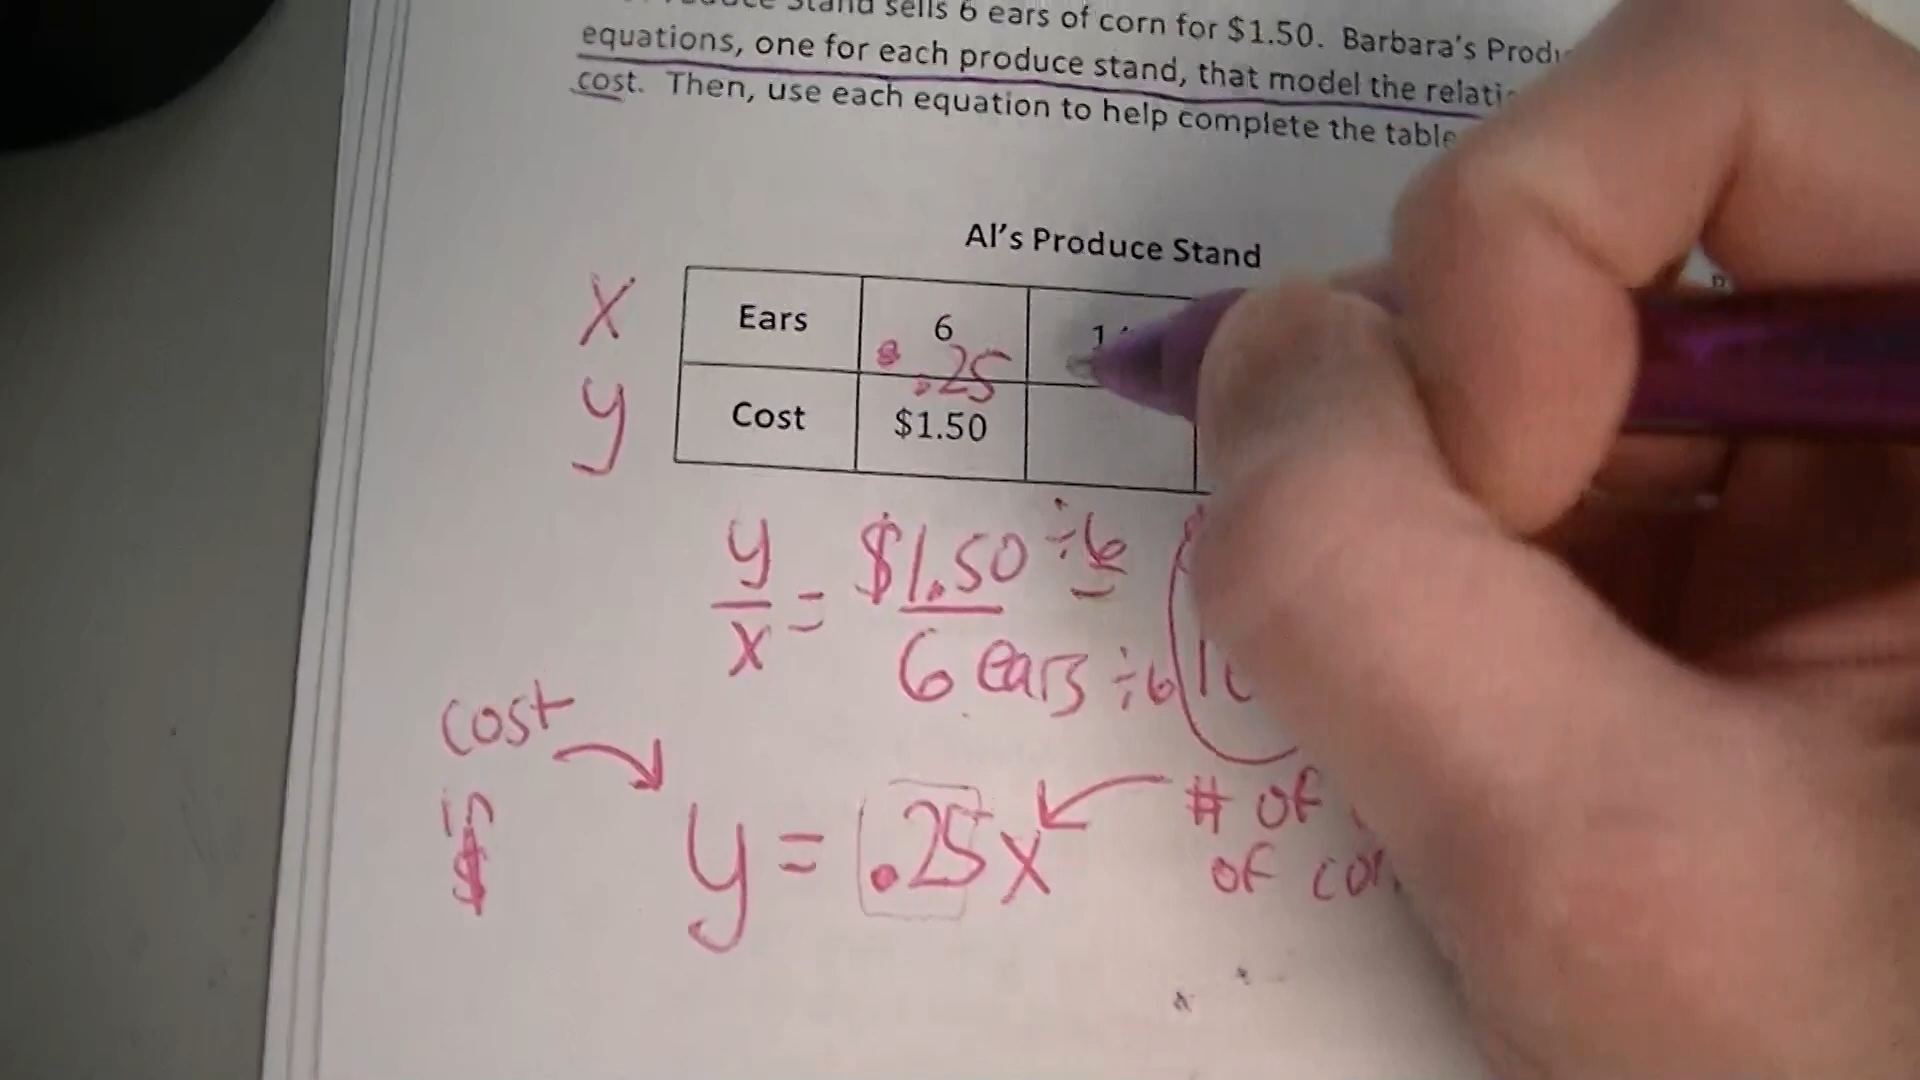 Stand sells 6 ears of corn for $1.50. Barbara's
equations, one for each produce stand, that model the
cost. Then, use each equation to help complete the table
Al's Produce Stand
X Ears 6
. .25
y Cost $1.50
y/x = $1.50 ÷6
6 ears ÷6
cost
in
$
y = .25x
# of
of